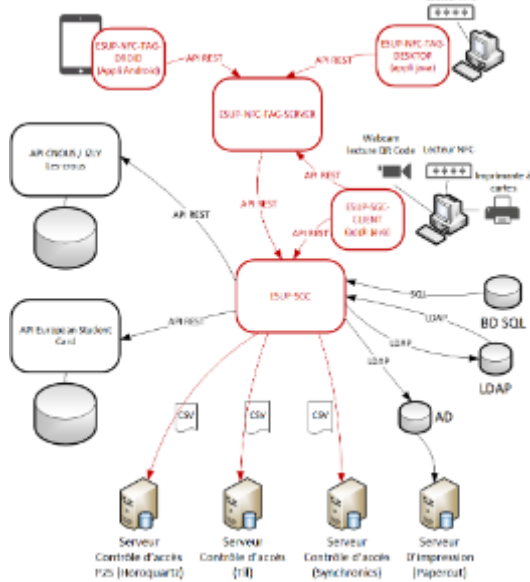 ESUP-NFC-TAG-
DROID
(Appli Android)
API REST
API REST
ESUP-NFC-TAG-
DESKTOP
(appli java)
ESUP-NFC-TAG-SERVER
Webcam
lecture QR Code
Lecteur NFC
Imprimante à
cartes
API CNOUS / IZLY
Les crous
API REST
API REST
API REST
API REST
ESUP-SGC-
CLIENT
(appli java)
ESUP-SGC
SQL
BD SQL
LDAP
API European Student
Card
API REST
LDAP
LDAP
LDAP
CSV
CSV
CSV
AD
Serveur
Contrôle d'accès
P2S (Horoquartz)
Serveur
Contrôle d'accès
(Til)
Serveur
Contrôle d'accès
(Synchronics)
Serveur
D'impression
(Papercut)